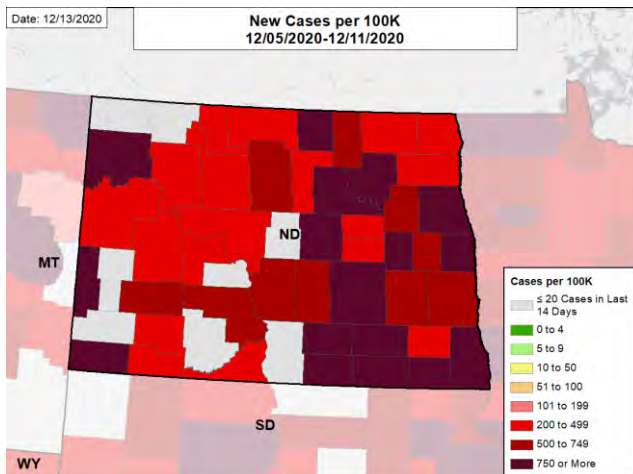 Date: 12/13/2020
New Cases per 100K
12/05/2020-12/11/2020
ND
MT
SD
WY
Cases per 100K
≤ 20 Cases in Last
14 Days
0 to 4
5 to 9
10 to 50
51 to 100
101 to 199
200 to 499
500 to 749
750 or More